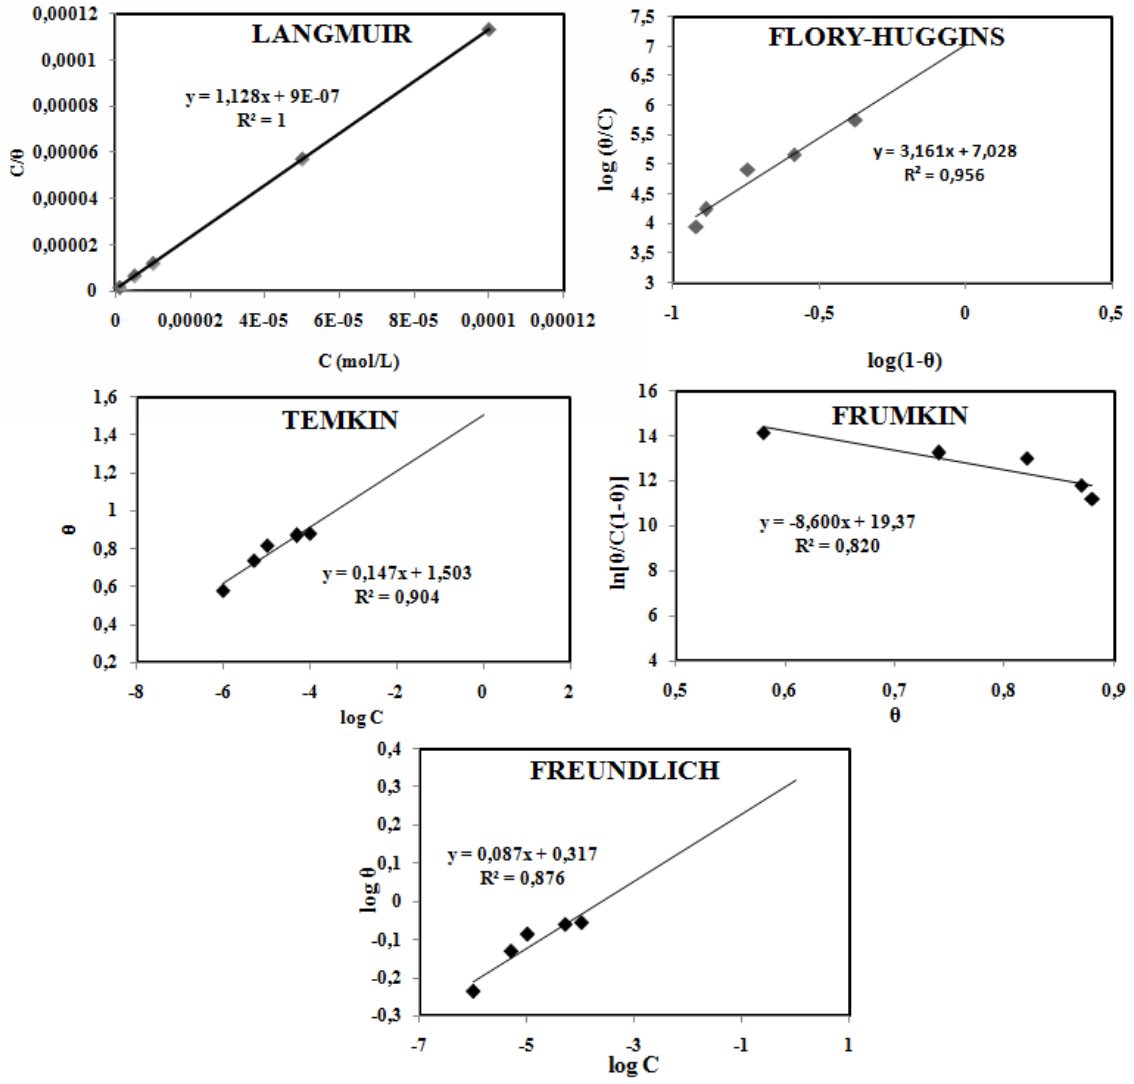 LANGMUIR
y = 1,128x + 9E-07
R² = 1
C/θ
0,00012
0,0001
0,00008
0,00006
0,00004
0,00002
0
0 0,00002 4E-05 6E-05 8E-05 0,0001 0,00012
C (mol/L)
FLORY-HUGGINS
y = 3,161x + 7,028
R² = 0,956
log (θ/C)
7,5
7
6,5
6
5,5
5
4,5
4
3,5
3
-1 -0,5 0 0,5
log(1-θ)
TEMKIN
y = 0,147x + 1,503
R² = 0,904
θ
1,6
1,4
1,2
1
0,8
0,6
0,4
0,2
-8 -6 -4 -2 0 2
log C
FRUMKIN
y = -8,600x + 19,37
R² = 0,820
ln[θ/C(1-θ)]
16
14
12
10
8
6
4
0,5 0,6 0,7 0,8 0,9
θ
FREUNDLICH
y = 0,087x + 0,317
R² = 0,876
log θ
0,4
0,3
0,2
0,1
0
-0,1
-0,2
-0,3
-7 -5 -3 -1 1
log C